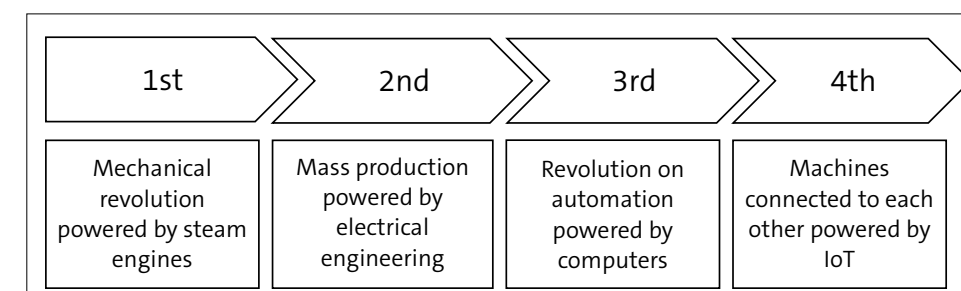 1st
2nd
3rd
4th
Mechanical
revolution
powered by steam
engines
Mass production
powered by
electrical
engineering
Revolution on
automation
powered by
computers
Machines
connected to each
other powered by
IoT